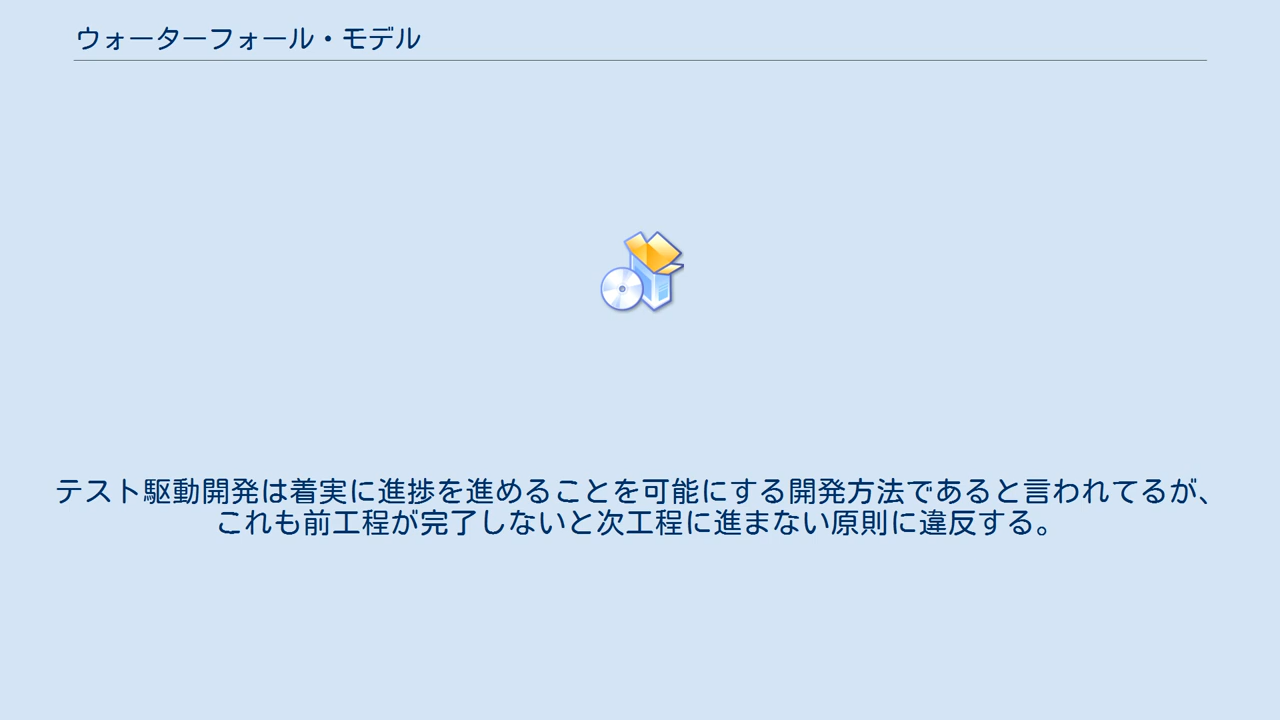 ウォーターフォール・モデル
テスト駆動開発は着実に進捗を進めることを可能にする開発方法であると言われてるが、
これも前工程が完了しないと次工程に進まない原則に違反する。